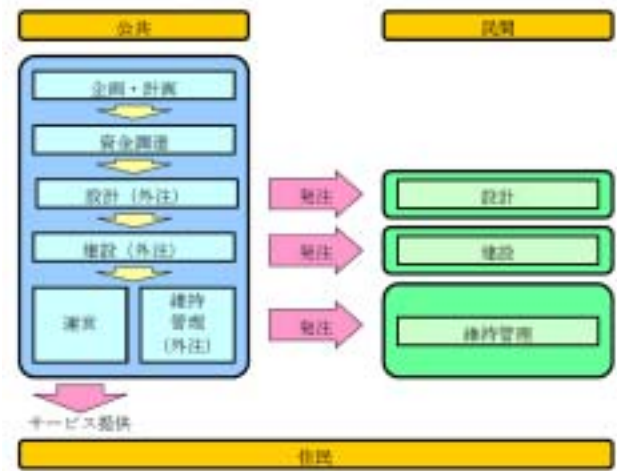 公共
民間
企画・計画
資金調達
設計（外注）
発注
設計
建設（外注）
発注
建設
運営
維持
管理
（外注）
発注
維持管理
サービス提供
住民